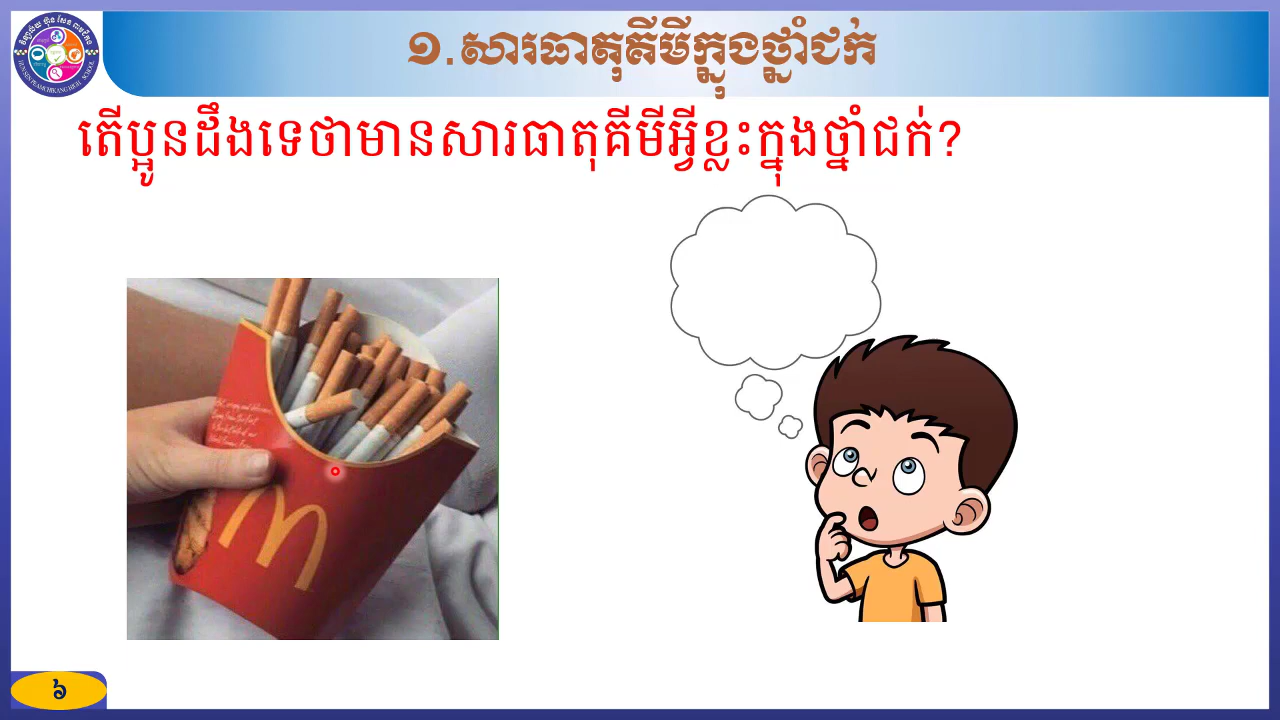 ១.សារធាតុគីមីក្នុងថ្នាំជក់
តើប្អូនដឹងទេថាមានសារធាតុគីមីអ្វីខ្លះក្នុងថ្នាំជក់?
៦